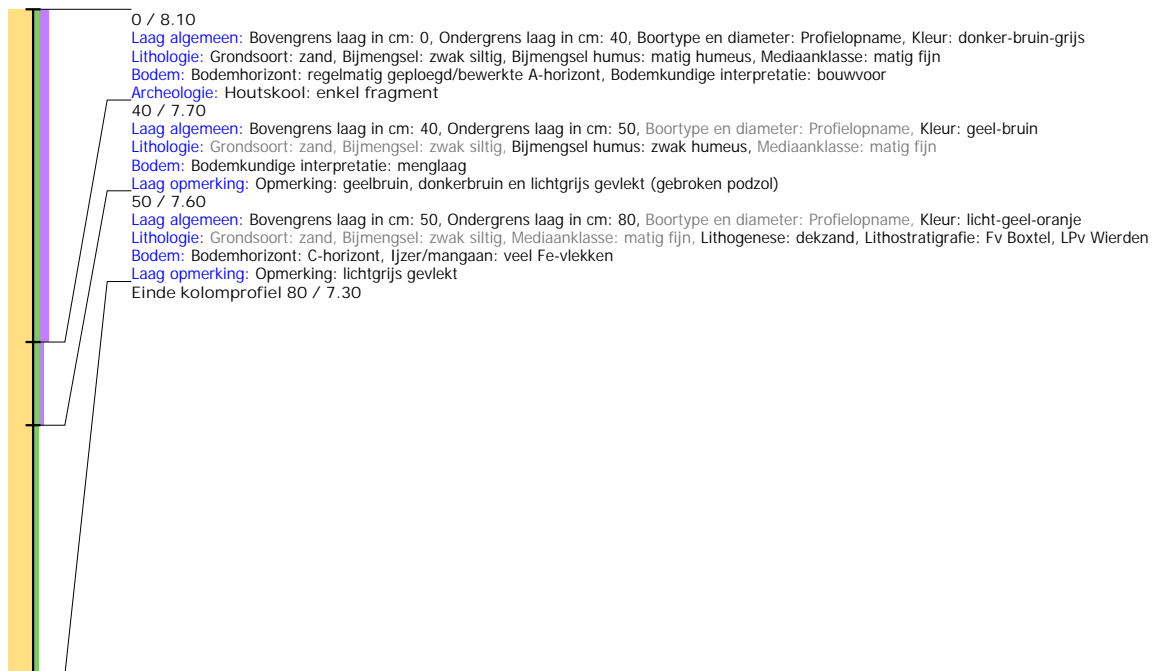 0 / 8.10
Laag algemeen: Bovengrens laag in cm: 0, Ondergrens laag in cm: 40, Boortype en diameter: Profielopname, Kleur: donker-bruin-grijs
Lithologie: Grondsoort: zand, Bijmengsel: zwak siltig, Bijmengsel humus: matig humeus, Mediaanklasse: matig fijn
Bodem: Bodemhorizont: regelmatig geploegd/bewerkte A-horizont, Bodemkundige interpretatie: bouwvoor
Archeologie: Houtskool: enkel fragment
40 / 7.70
Laag algemeen: Bovengrens laag in cm: 40, Ondergrens laag in cm: 50, Boortype en diameter: Profielopname, Kleur: geel-bruin
Lithologie: Grondsoort: zand, Bijmengsel: zwak siltig, Bijmengsel humus: zwak humeus, Mediaanklasse: matig fijn
Bodem: Bodemkundige interpretatie: menglaag
Laag opmerking: Opmerking: geelbruin, donkerbruin en lichtgrijs gevlekt (gebroken podzol)
50 / 7.60
Laag algemeen: Bovengrens laag in cm: 50, Ondergrens laag in cm: 80, Boortype en diameter: Profielopname, Kleur: licht-geel-oranje
Lithologie: Grondsoort: zand, Bijmengsel: zwak siltig, Mediaanklasse: matig fijn, Lithogenese: dekzand, Lithostratigrafie: Fv Boxtel, LPv Wierden
Bodem: Bodemhorizont: C-horizont, Ijzer/mangaan: veel Fe-vlekken
Laag opmerking: Opmerking: lichtgrijs gevlekt
Einde kolomprofiel 80 / 7.30